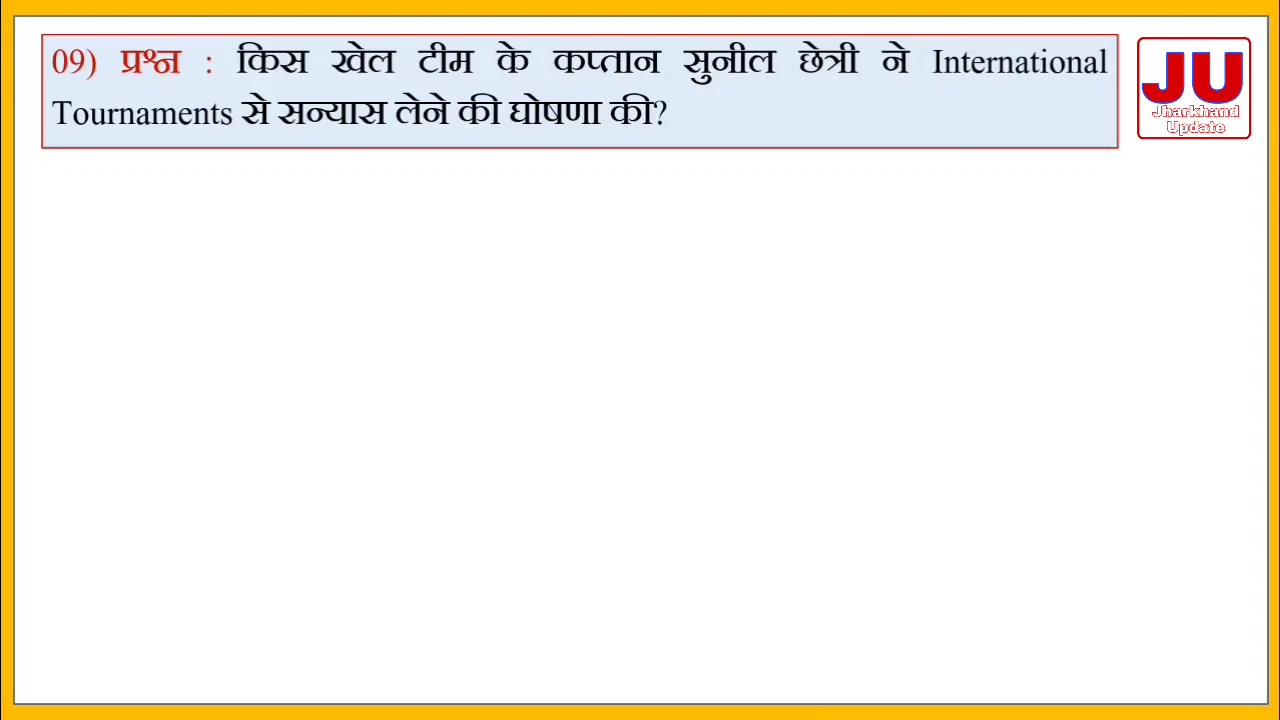 09) प्रश्न : किस खेल टीम के कप्तान सुनील छेत्री ने International
Tournaments से सन्यास लेने की घोषणा की?
JU
Jharkhand
Update